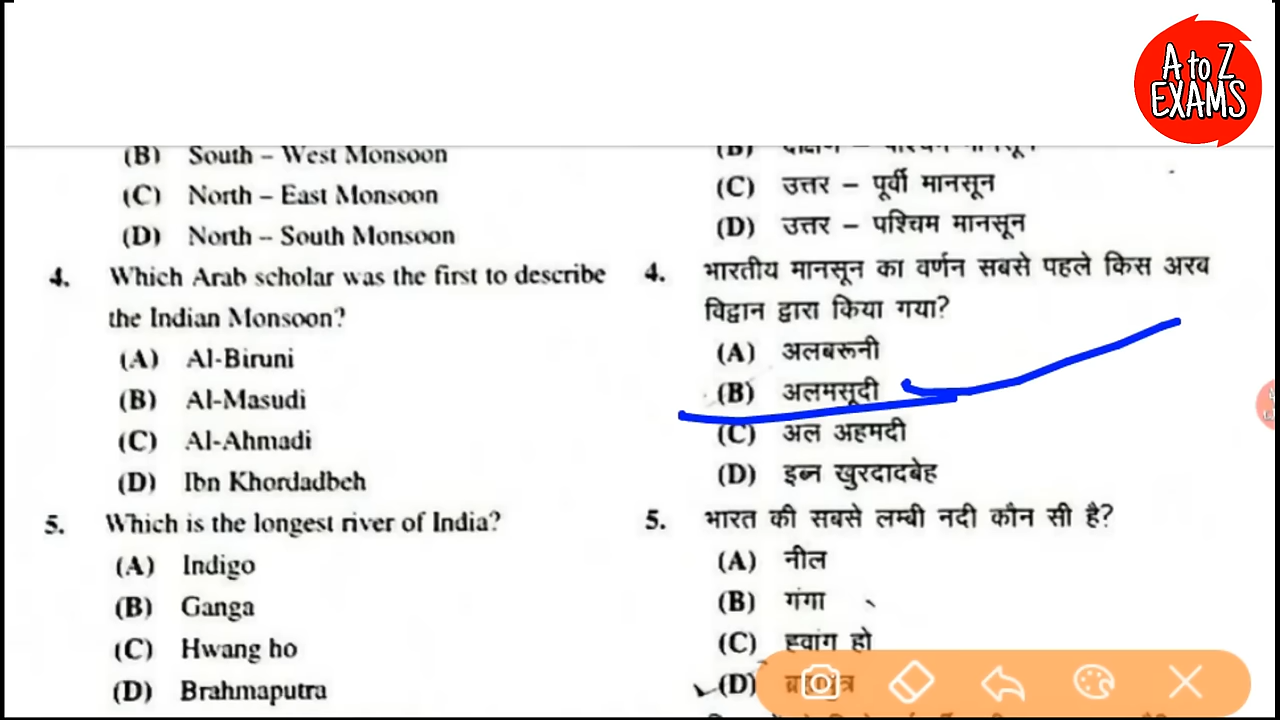 A to Z
EXAMS
(B) South – West Monsoon
(C) North – East Monsoon
(D) North – South Monsoon
4. Which Arab scholar was the first to describe
the Indian Monsoon?
(A) Al-Biruni
(B) Al-Masudi
(C) Al-Ahmadi
(D) Ibn Khordadbeh
5. Which is the longest river of India?
(A) Indigo
(B) Ganga
(C) Hwang ho
(D) Brahmaputra
(B) दक्षिण – पश्चिम मानसून
(C) उत्तर – पूर्वी मानसून
(D) उत्तर – पश्चिम मानसून
4. भारतीय मानसून का वर्णन सबसे पहले किस अरब
विद्वान द्वारा किया गया?
(A) अलबरूनी
(B) अलमसूदी
(C) अल अहमदी
(D) इब्न खुरदादबेह
5. भारत की सबसे लम्बी नदी कौन सी है?
(A) नील
(B) गंगा
(C) ह्वांग हो
(D)